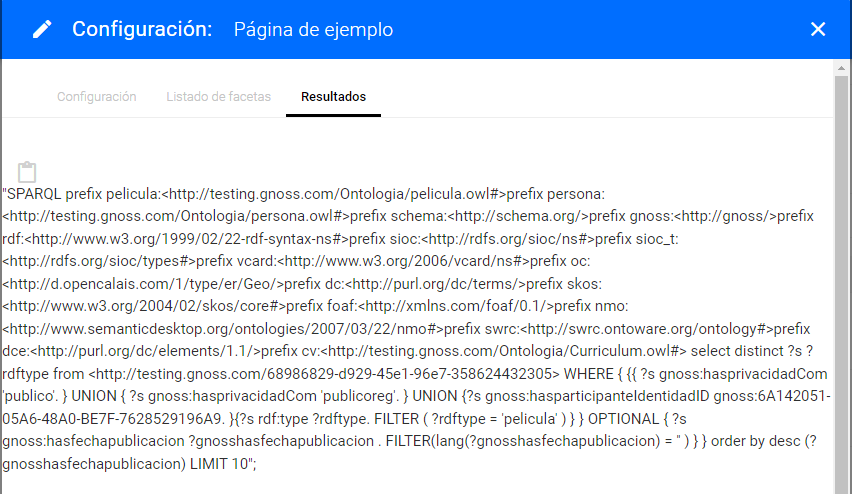 Configuración: Página de ejemplo
Configuración Listado de facetas Resultados
"SPARQL prefix pelicula:<http://testing.gnoss.com/Ontologia/pelicula.owl#>prefix persona:
<http://testing.gnoss.com/Ontologia/persona.owl#>prefix schema:<http://schema.org/>prefix gnoss:<http://gnoss/>prefix
rdf:<http://www.w3.org/1999/02/22-rdf-syntax-ns#>prefix sioc:<http://rdfs.org/sioc/ns#>prefix sioc_t:
<http://rdfs.org/sioc/types#>prefix vcard:<http://www.w3.org/2006/vcard/ns#>prefix oc:
<http://d.opencalais.com/1/type/er/Geo/>prefix dc:<http://purl.org/dc/terms/>prefix skos:
<http://www.w3.org/2004/02/skos/core#>prefix foaf:<http://xmlns.com/foaf/0.1/>prefix nmo:
<http://www.semanticdesktop.org/ontologies/2007/03/22/nmo#>prefix swrc:<http://swrc.ontoware.org/ontology#>prefix
dce:<http://purl.org/dc/elements/1.1/>prefix cv:<http://testing.gnoss.com/Ontologia/Curriculum.owl#> select distinct ?s ?
rdftype from <http://testing.gnoss.com/68986829-d929-45e1-96e7-358624432305> WHERE { {{ ?s gnoss:hasprivacidadCom
'publico'. } UNION { ?s gnoss:hasprivacidadCom 'publicoreg'. } UNION {?s gnoss:hasparticipanteIdentidadID gnoss:6A142051-
05A6-48A0-BE7F-7628529196A9. }{?s rdf:type ?rdftype. FILTER ( ?rdftype = 'pelicula' ) } } OPTIONAL { ?s
gnoss:hasfechapublicacion ?gnosshasfechapublicacion . FILTER(lang(?gnosshasfechapublicacion) = '' ) } } order by desc (?
gnosshasfechapublicacion) LIMIT 10";